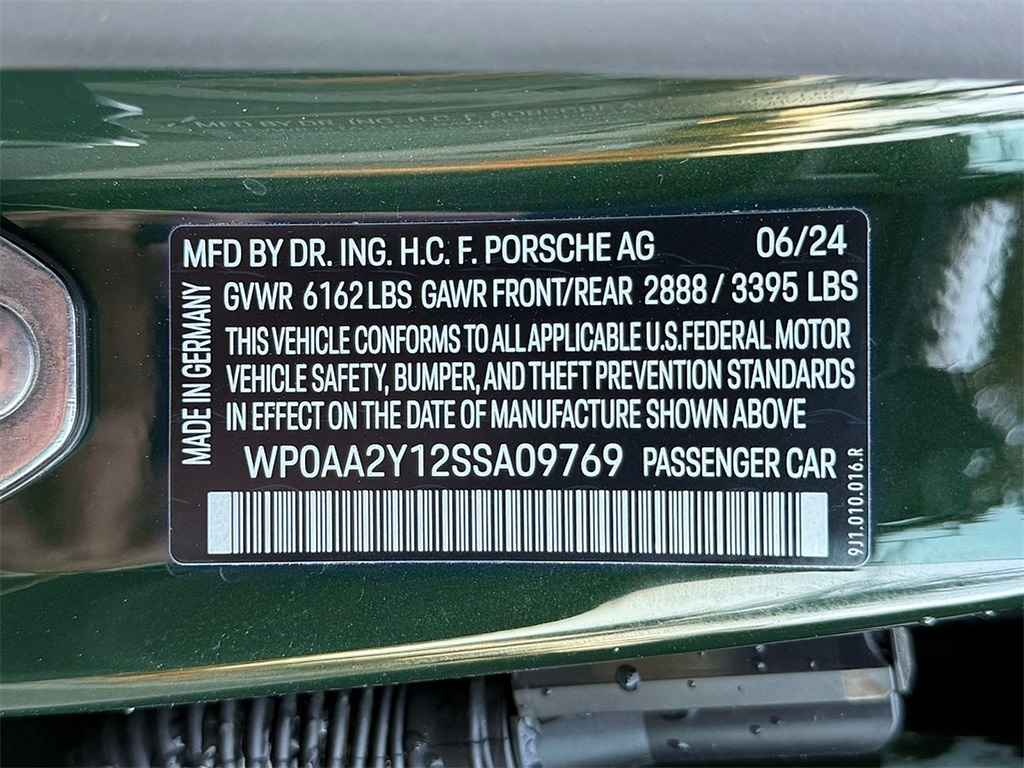 MFD BY DR. ING. H.C. F. PORSCHE AG 06/24
GVWR 6162 LBS GAWR FRONT/REAR 2888 / 3395 LBS
THIS VEHICLE CONFORMS TO ALL APPLICABLE U.S.FEDERAL MOTOR
VEHICLE SAFETY, BUMPER, AND THEFT PREVENTION STANDARDS
IN EFFECT ON THE DATE OF MANUFACTURE SHOWN ABOVE
WP0AA2Y12SSA09769 PASSENGER CAR
MADE IN GERMANY
9J1.010.016.R